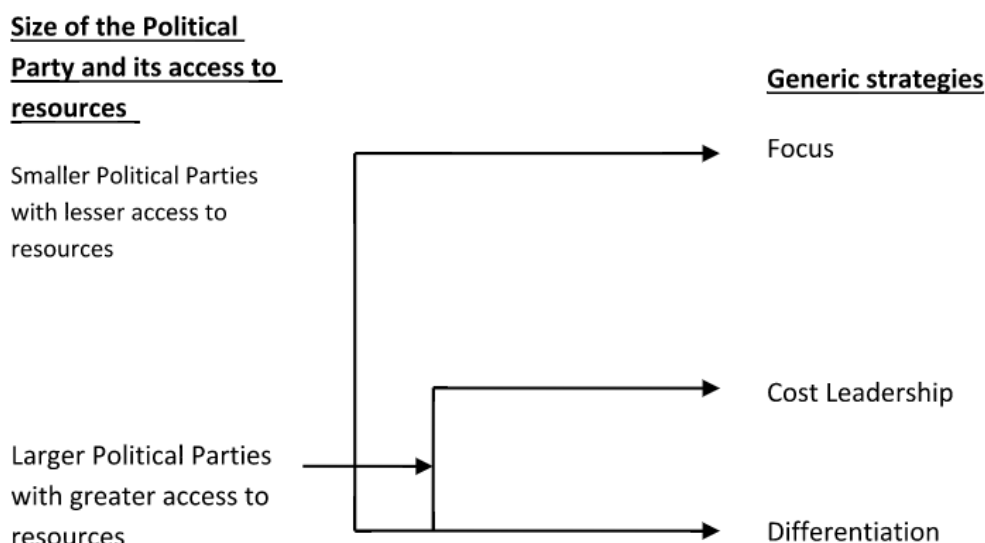 Size of the Political
Party and its access to
resources
Generic strategies
Smaller Political Parties
with lesser access to
resources
Focus
Cost Leadership
Larger Political Parties
with greater access to
resources
Differentiation